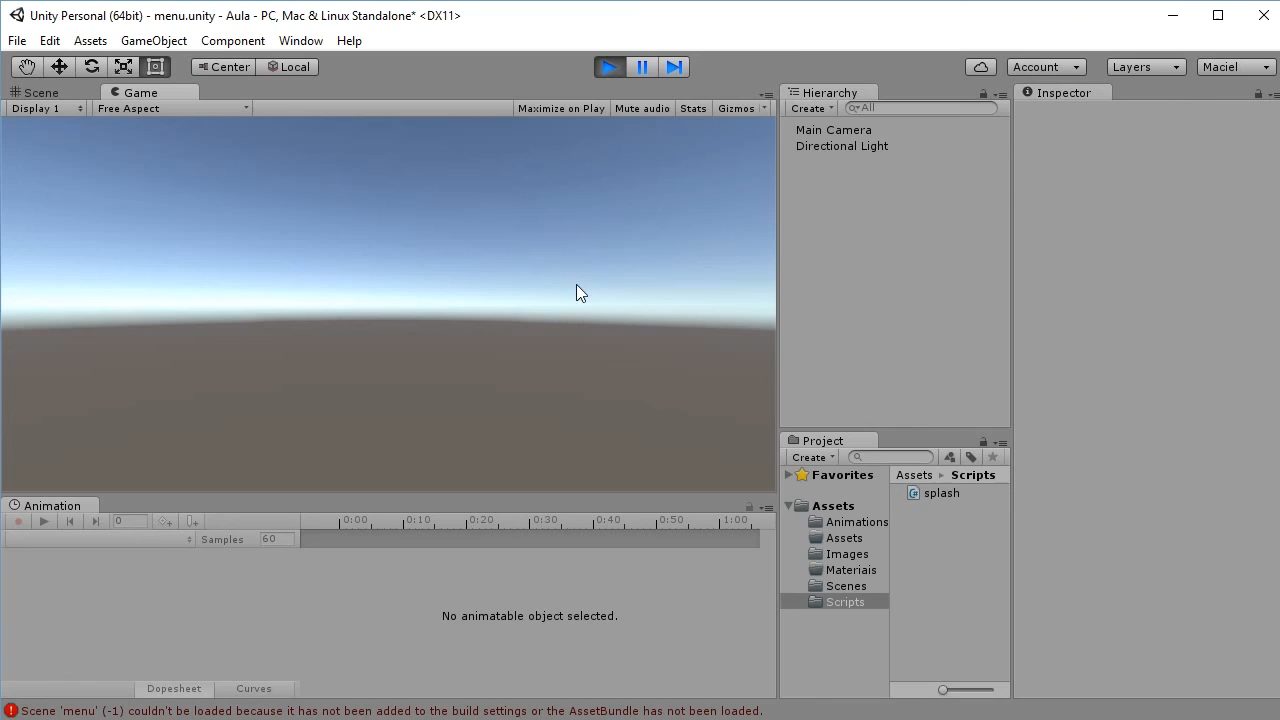 Unity Personal (64bit) - menu.unity - Aula - PC, Mac & Linux Standalone* <DX11>
File Edit Assets GameObject Component Window Help
Center Local Account Layers Maciel
Scene Game Hierarchy Inspector
Display 1 Free Aspect Maximize on Play Mute audio Stats Gizmos Create All
Main Camera
Directional Light
Project
Create
Favorites Assets Scripts
splash
Animation Assets
0 0:00 0:10 0:20 0:30 0:40 0:50 1:00 Animations
Samples 60 Assets
Images
Materiais
Scenes
Scripts
No animatable object selected.
Dopesheet Curves
Scene 'menu' (-1) couldn't be loaded because it has not been added to the build settings or the AssetBundle has not been loaded.